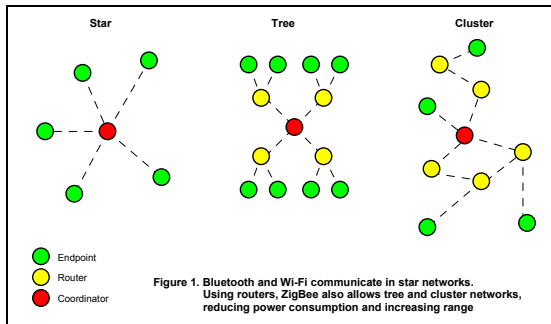 Star
Tree
Cluster
Endpoint
Router
Coordinator
Figure 1. Bluetooth and Wi-Fi communicate in star networks.
Using routers, ZigBee also allows tree and cluster networks,
reducing power consumption and increasing range